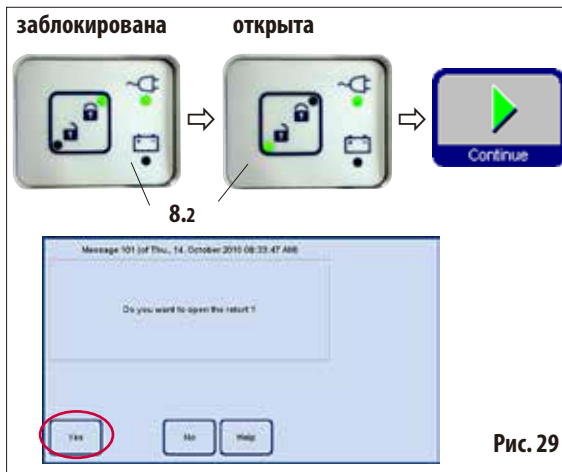 заблокирована открыта
Continue
8.2
Message 101 (of Thu., 14. October 2010 08:33:47 AM)
Do you want to open the retort ?
Yes No Help
Рис. 29